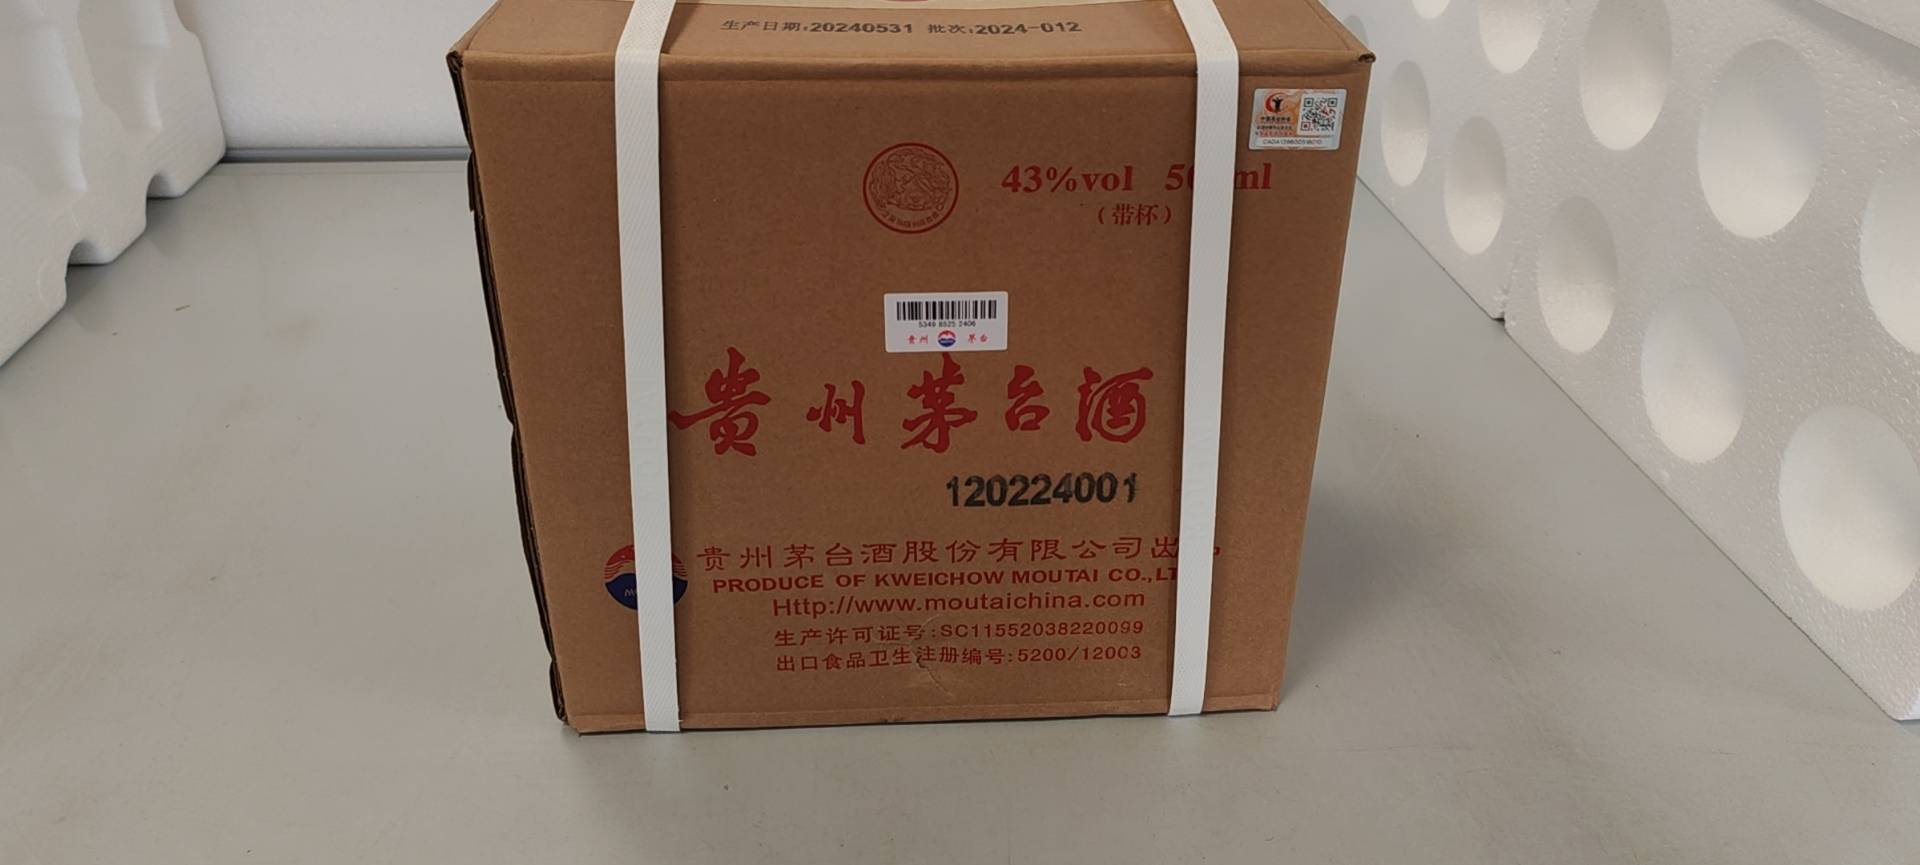 生产日期:20240531 批次:2024-012
43%vol 50 ml
(带杯)
5349 8525 2406
贵州 茅台
贵州茅台酒
120224001
贵州茅台酒股份有限公司出
PRODUCE OF KWEICHOW MOUTAI CO.,LT
Http://www.moutaichina.com
生产许可证号:SC11552038220099
出口食品卫生注册编号:5200/12003